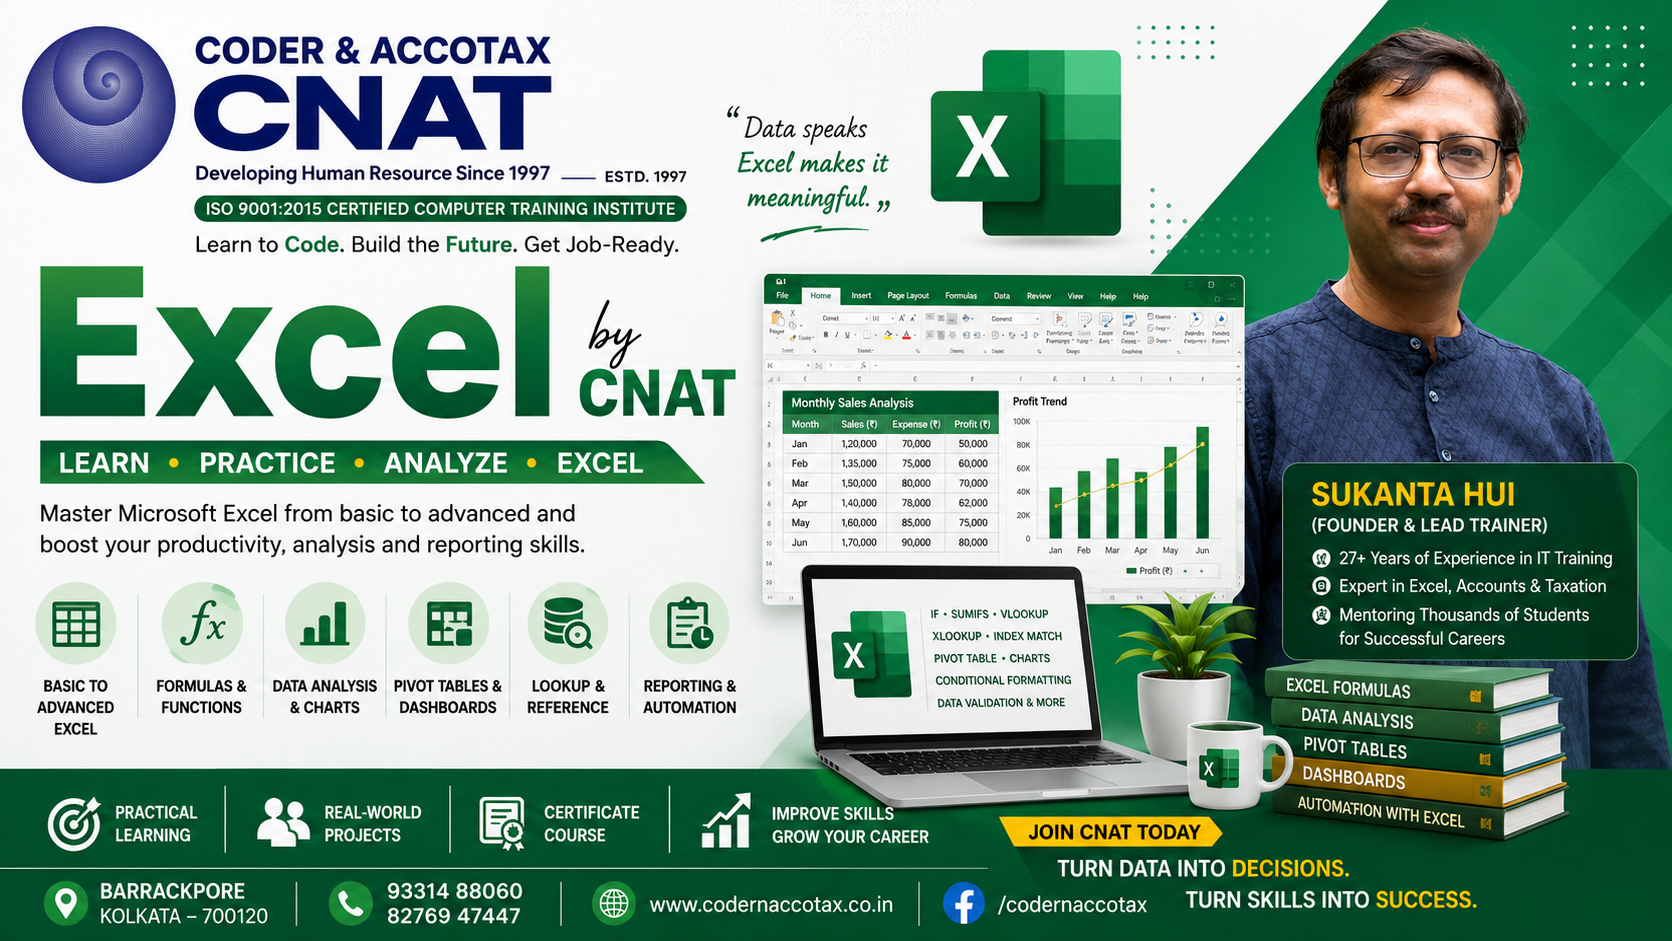 CODER & ACCOTAX
CNAT
Developing Human Resource Since 1997
ESTD. 1997
ISO 9001:2015 CERTIFIED COMPUTER TRAINING INSTITUTE
Learn to Code. Build the Future. Get Job-Ready.
“Data speaks
Excel makes it
meaningful.„
X
Excel
by
CNAT
LEARN • PRACTICE • ANALYZE • EXCEL
Master Microsoft Excel from basic to advanced and
boost your productivity, analysis and reporting skills.
BASIC TO
ADVANCED
EXCEL
fx
FORMULAS &
FUNCTIONS
DATA ANALYSIS
& CHARTS
PIVOT TABLES &
DASHBOARDS
LOOKUP &
REFERENCE
REPORTING &
AUTOMATION
File Home Insert Page Layout Formulas Data Review View Help Help
Monthly Sales Analysis
Month Sales (₹) Expense (₹) Profit (₹)
Jan 1,20,000 70,000 50,000
Feb 1,35,000 75,000 60,000
Mar 1,50,000 80,000 70,000
Apr 1,40,000 78,000 62,000
May 1,60,000 85,000 75,000
Jun 1,70,000 90,000 80,000
Profit Trend
100K
80K
60K
40K
20K
0
Jan Feb Mar Apr May Jun
Profit (₹)
X
IF • SUMIFS • VLOOKUP
XLOOKUP • INDEX MATCH
PIVOT TABLE • CHARTS
CONDITIONAL FORMATTING
DATA VALIDATION & MORE
X
SUKANTA HUI
(FOUNDER & LEAD TRAINER)
27+ Years of Experience in IT Training
Expert in Excel, Accounts & Taxation
Mentoring Thousands of Students
for Successful Careers
EXCEL FORMULAS
DATA ANALYSIS
PIVOT TABLES
DASHBOARDS
AUTOMATION WITH EXCEL
PRACTICAL
LEARNING
REAL-WORLD
PROJECTS
CERTIFICATE
COURSE
IMPROVE SKILLS
GROW YOUR CAREER
JOIN CNAT TODAY
TURN DATA INTO DECISIONS.
TURN SKILLS INTO SUCCESS.
BARRACKPORE
KOLKATA – 700120
93314 88060
82769 47447
www.codernaccotax.co.in
/codernaccotax